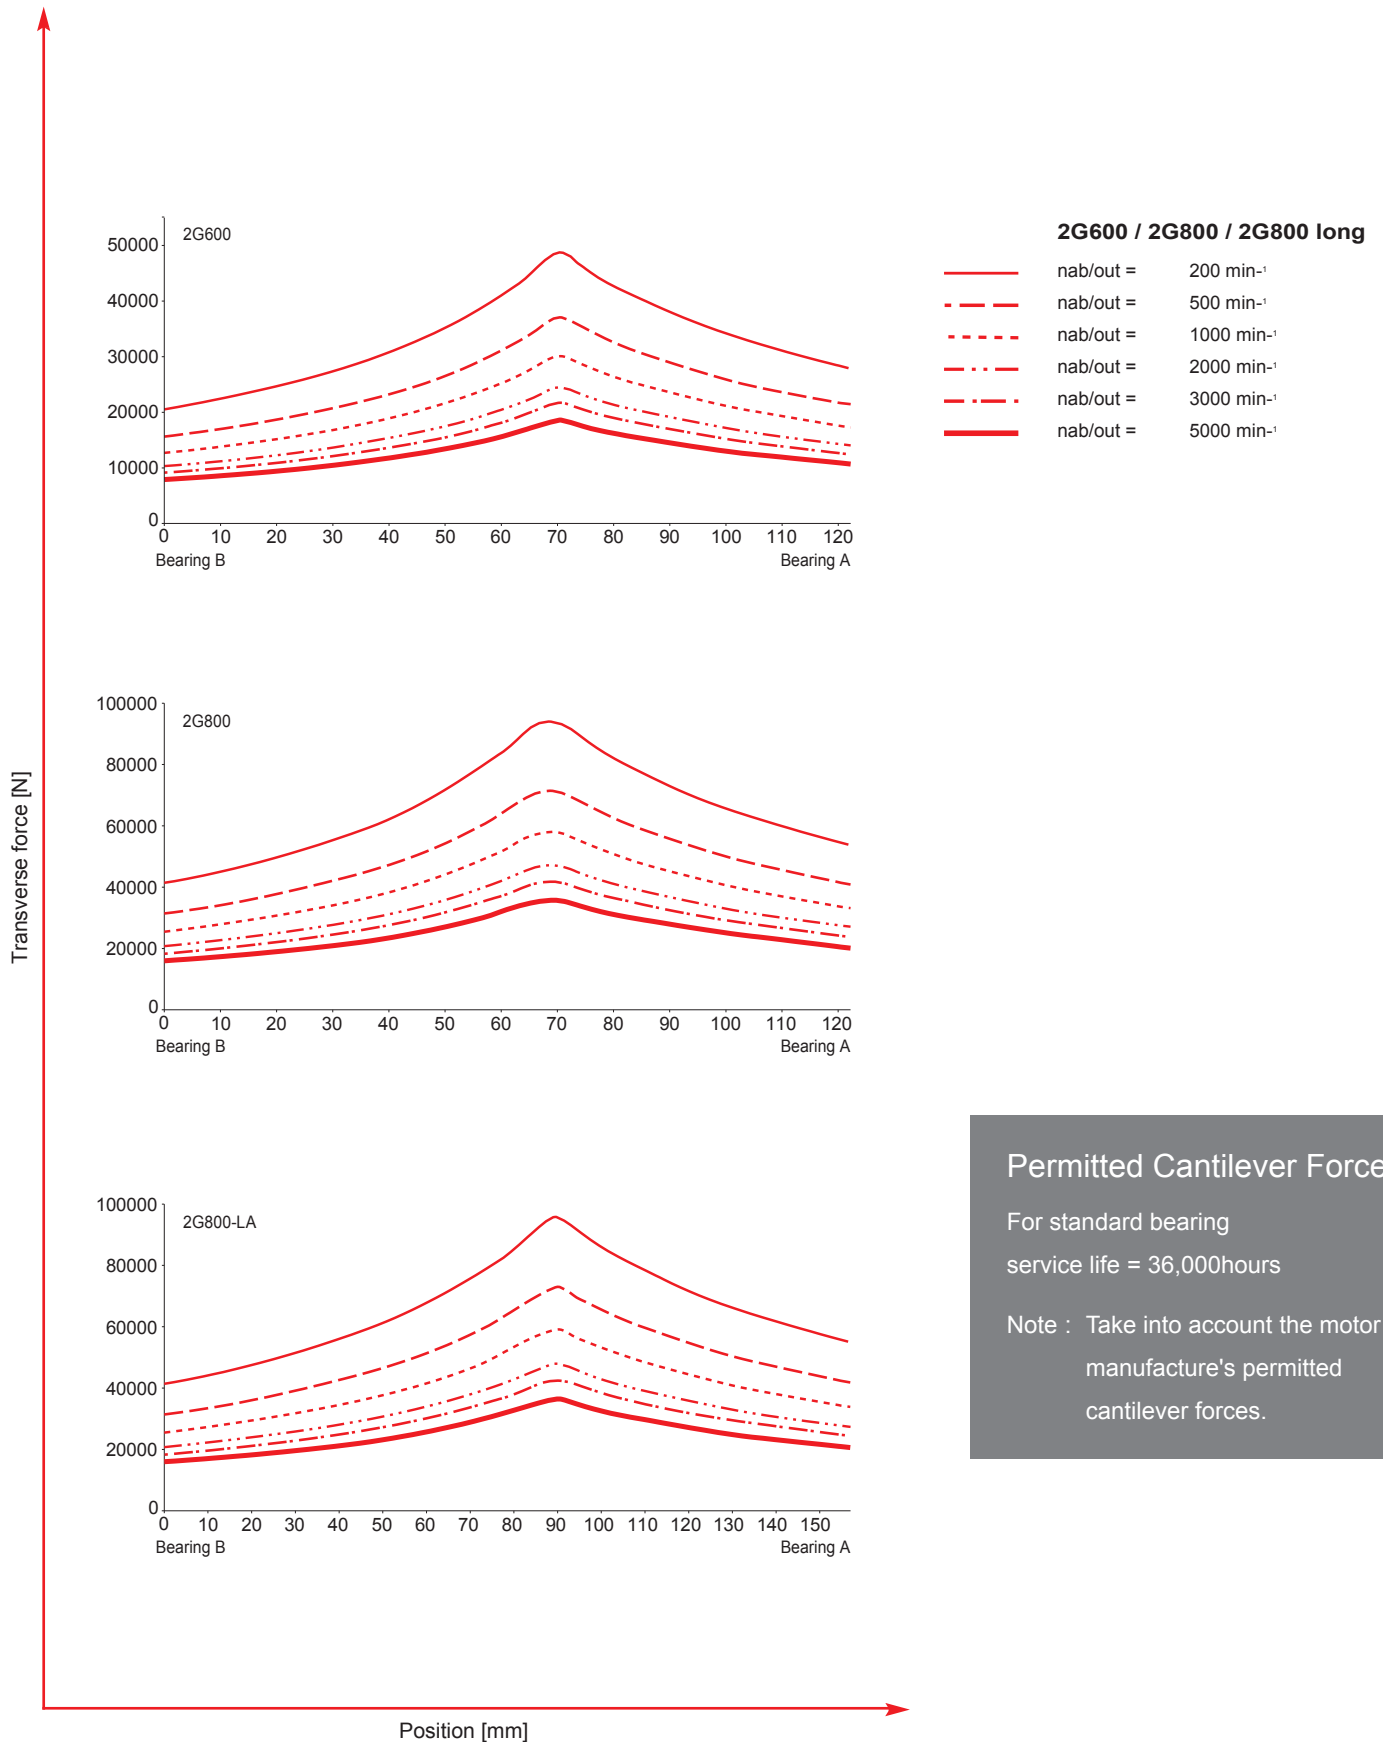 2G600
50000
40000
30000
20000
10000
0
0 10 20 30 40 50 60 70 80 90 100 110 120
Bearing B Bearing A
2G600 / 2G800 / 2G800 long
nab/out = 200 min-¹
nab/out = 500 min-¹
nab/out = 1000 min-¹
nab/out = 2000 min-¹
nab/out = 3000 min-¹
nab/out = 5000 min-¹
Transverse force [N]
2G800
100000
80000
60000
40000
20000
0
0 10 20 30 40 50 60 70 80 90 100 110 120
Bearing B Bearing A
2G800-LA
100000
80000
60000
40000
20000
0
0 10 20 30 40 50 60 70 80 90 100 110 120 130 140 150
Bearing B Bearing A
Permitted Cantilever Force
For standard bearing
service life = 36,000hours
Note : Take into account the motor
manufacture's permitted
cantilever forces.
Position [mm]